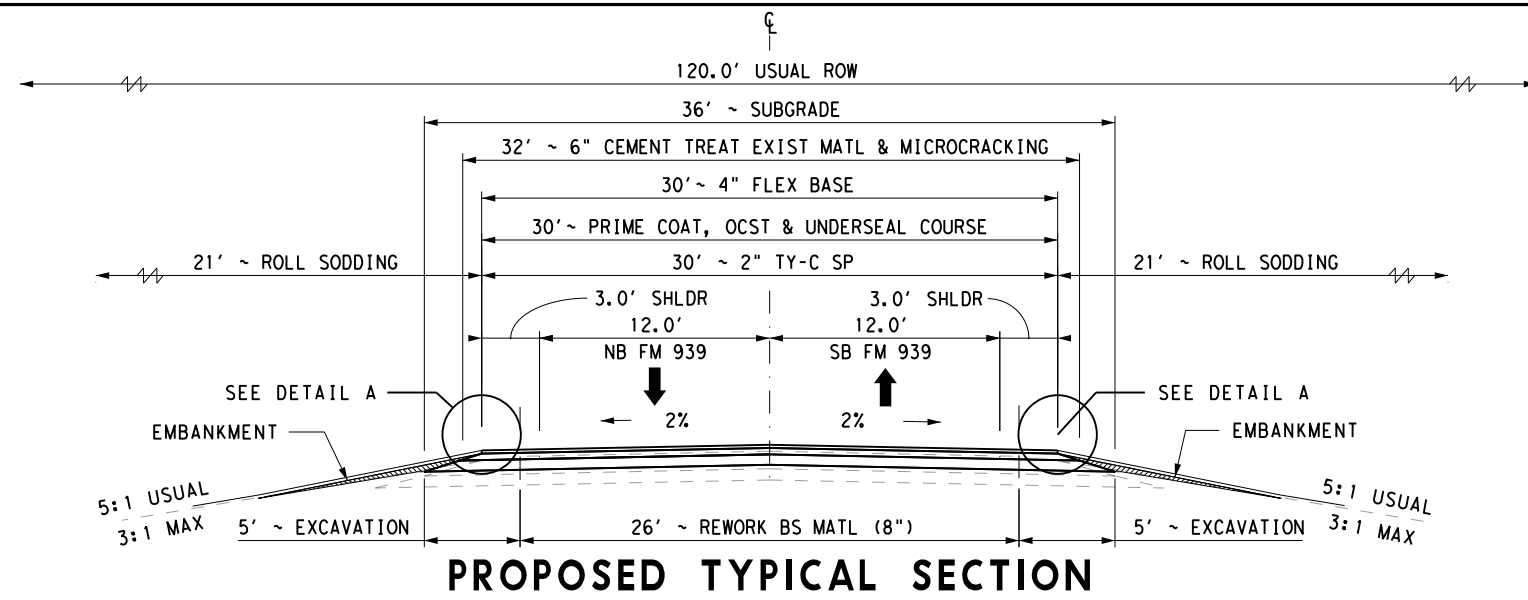 ℄
120.0' USUAL ROW
36' ~ SUBGRADE
32' ~ 6" CEMENT TREAT EXIST MATL & MICROCRACKING
30'~ 4" FLEX BASE
30'~ PRIME COAT, OCST & UNDERSEAL COURSE
21' ~ ROLL SODDING
30' ~ 2" TY-C SP
21' ~ ROLL SODDING
3.0' SHLDR
3.0' SHLDR
12.0'
12.0'
NB FM 939
SB FM 939
SEE DETAIL A
SEE DETAIL A
2%
2%
EMBANKMENT
EMBANKMENT
5:1 USUAL
3:1 MAX
5:1 USUAL
3:1 MAX
5' ~ EXCAVATION
26' ~ REWORK BS MATL (8")
5' ~ EXCAVATION
PROPOSED TYPICAL SECTION